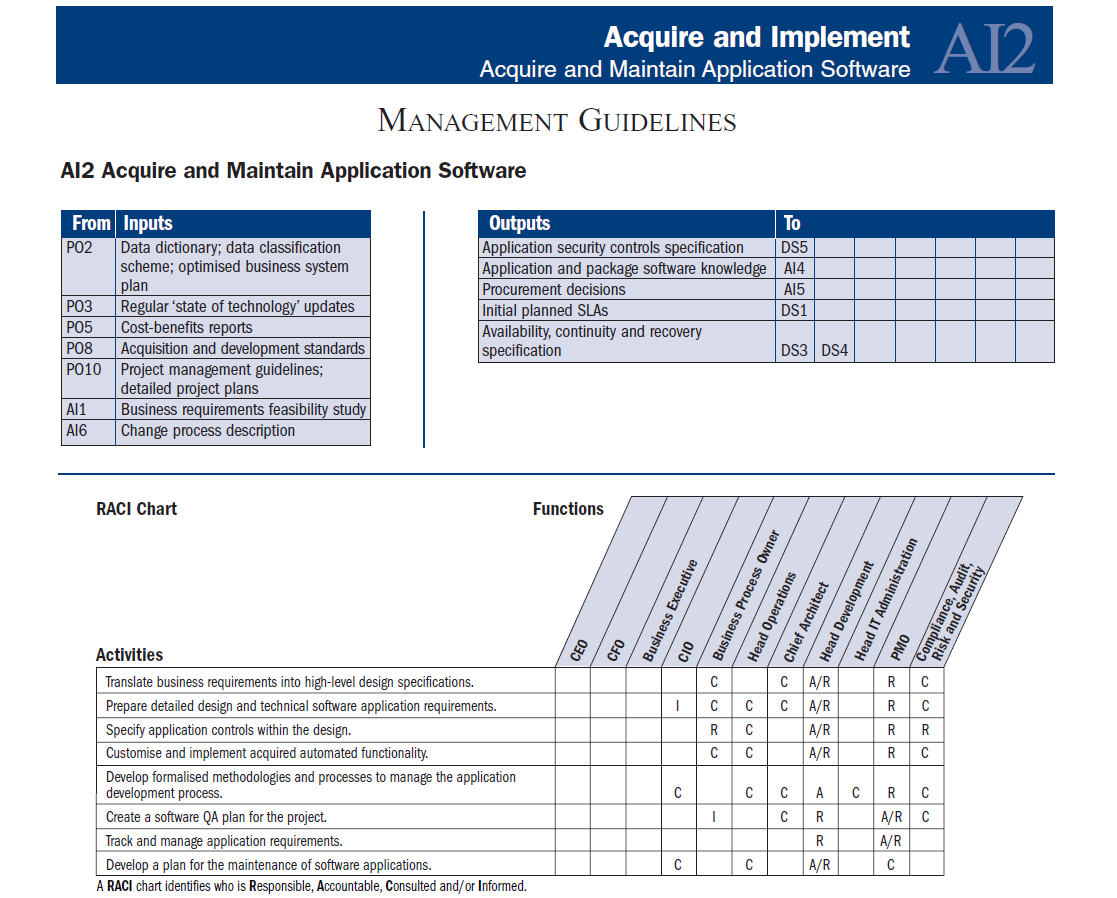 Acquire and Implement
Acquire and Maintain Application Software
AI2
MANAGEMENT GUIDELINES
AI2 Acquire and Maintain Application Software
From Inputs
PO2 Data dictionary; data classification
scheme; optimised business system
plan
PO3 Regular ‘state of technology’ updates
PO5 Cost-benefits reports
PO8 Acquisition and development standards
PO10 Project management guidelines;
detailed project plans
AI1 Business requirements feasibility study
AI6 Change process description
Outputs To
Application security controls specification DS5
Application and package software knowledge AI4
Procurement decisions AI5
Initial planned SLAs DS1
Availability, continuity and recovery
specification DS3 DS4
RACI Chart
Functions
Activities
CEO
CFO
Business Executive
CIO
Business Process Owner
Head Operations
Chief Architect
Head Development
Head IT Administration
PMO
Compliance, Audit,
Risk and Security
Translate business requirements into high-level design specifications. C C A/R R C
Prepare detailed design and technical software application requirements. I C C C A/R R C
Specify application controls within the design. R C A/R R R
Customise and implement acquired automated functionality. C C A/R R C
Develop formalised methodologies and processes to manage the application
development process. C C C A C R C
Create a software QA plan for the project. I C R A/R C
Track and manage application requirements. R A/R
Develop a plan for the maintenance of software applications. C C A/R C
A RACI chart identifies who is Responsible, Accountable, Consulted and/or Informed.